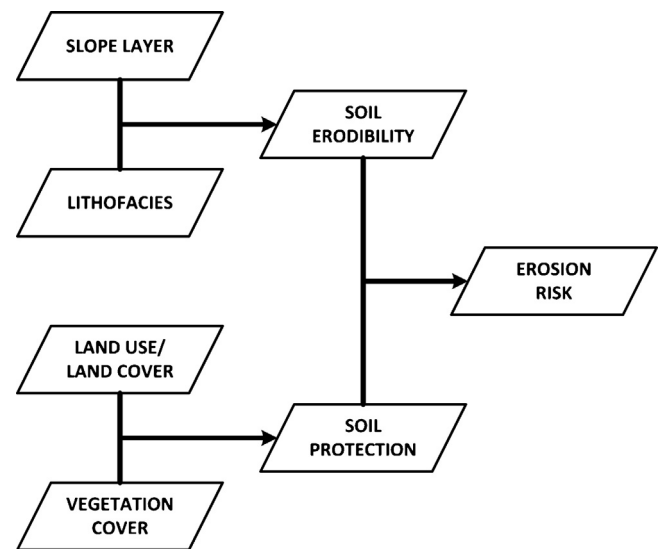 SLOPE LAYER
LITHOFACIES
SOIL
ERODIBILITY
EROSION
RISK
LAND USE/
LAND COVER
VEGETATION
COVER
SOIL
PROTECTION